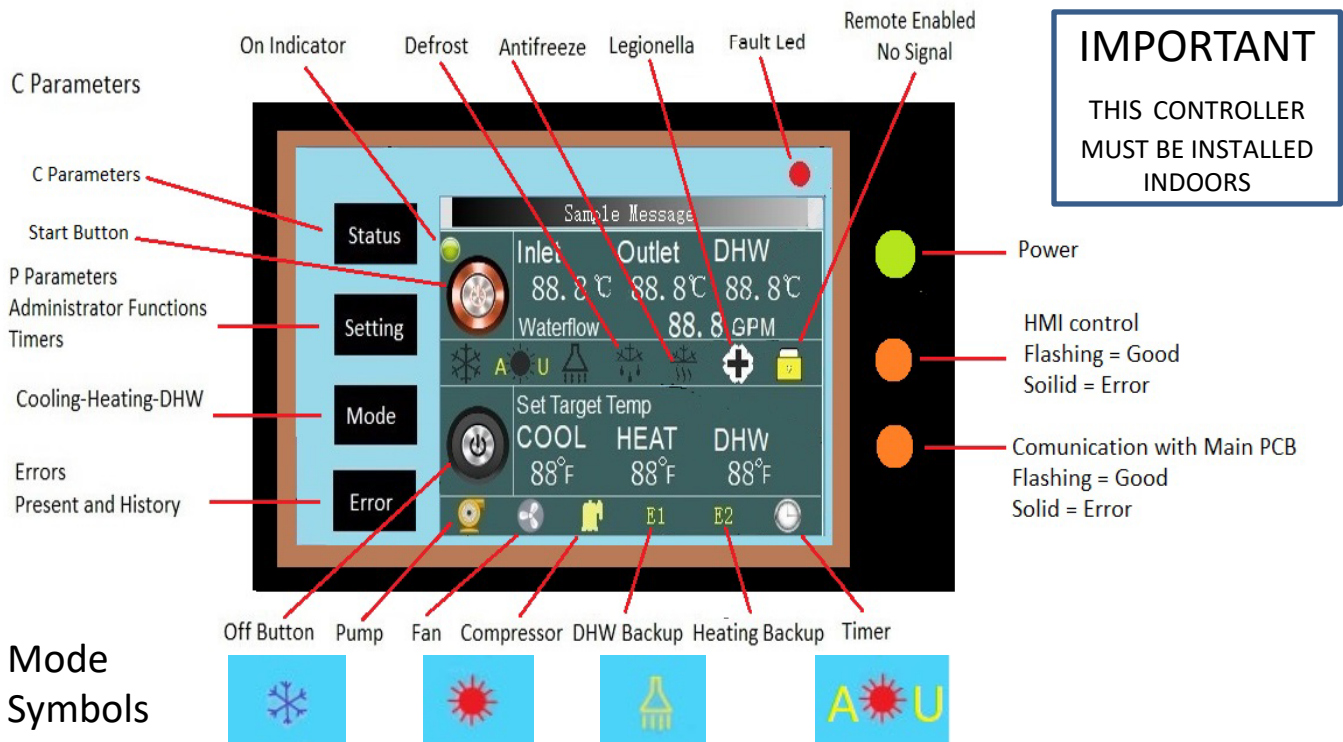 Remote Enabled
No Signal
On Indicator
Defrost
Antifreeze
Legionella
Fault Led
IMPORTANT
THIS CONTROLLER
MUST BE INSTALLED
INDOORS
C Parameters
C Parameters
Start Button
P Parameters
Administrator Functions
Timers
Cooling-Heating-DHW
Errors
Present and History
Status
Setting
Mode
Error
Sample Message
Inlet Outlet DHW
88.8℃ 88.8℃ 88.8℃
Waterflow 88.8 GPM
A U
Set Target Temp
COOL HEAT DHW
88°F 88°F 88°F
E1 E2
Power
HMI control
Flashing = Good
Soilid = Error
Comunication with Main PCB
Flashing = Good
Solid = Error
Off Button
Pump
Fan
Compressor
DHW Backup
Heating Backup
Timer
Mode
Symbols
A U